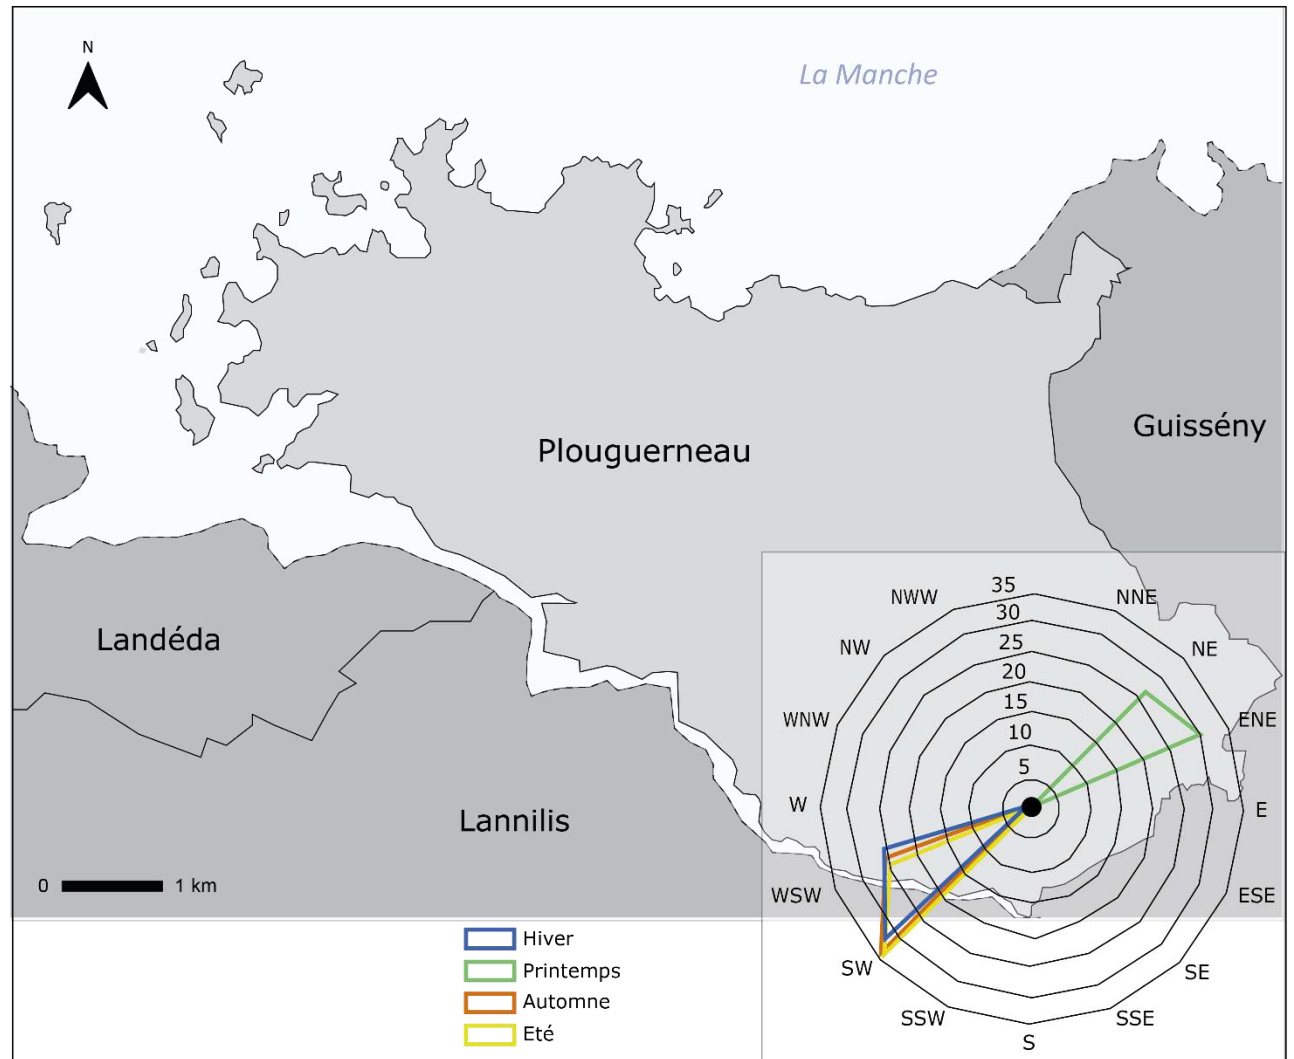 N
La Manche
Guissény
Plouguerneau
Landéda
Lannilis
0 1 km
35
30
25
20
15
10
5
NNE
NE
ENE
E
ESE
SE
SSE
S
SSW
SW
WSW
W
WNW
NW
NWW
Hiver
Printemps
Automne
Eté